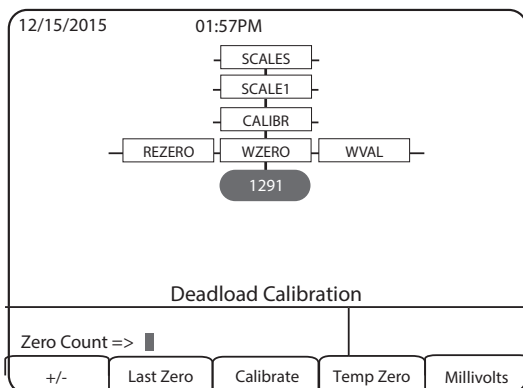 12/15/2015 01:57PM
SCALES
SCALE1
CALIBR
REZERO WZERO WVAL
1291
Deadload Calibration
Zero Count =>
+/- Last Zero Calibrate Temp Zero Millivolts